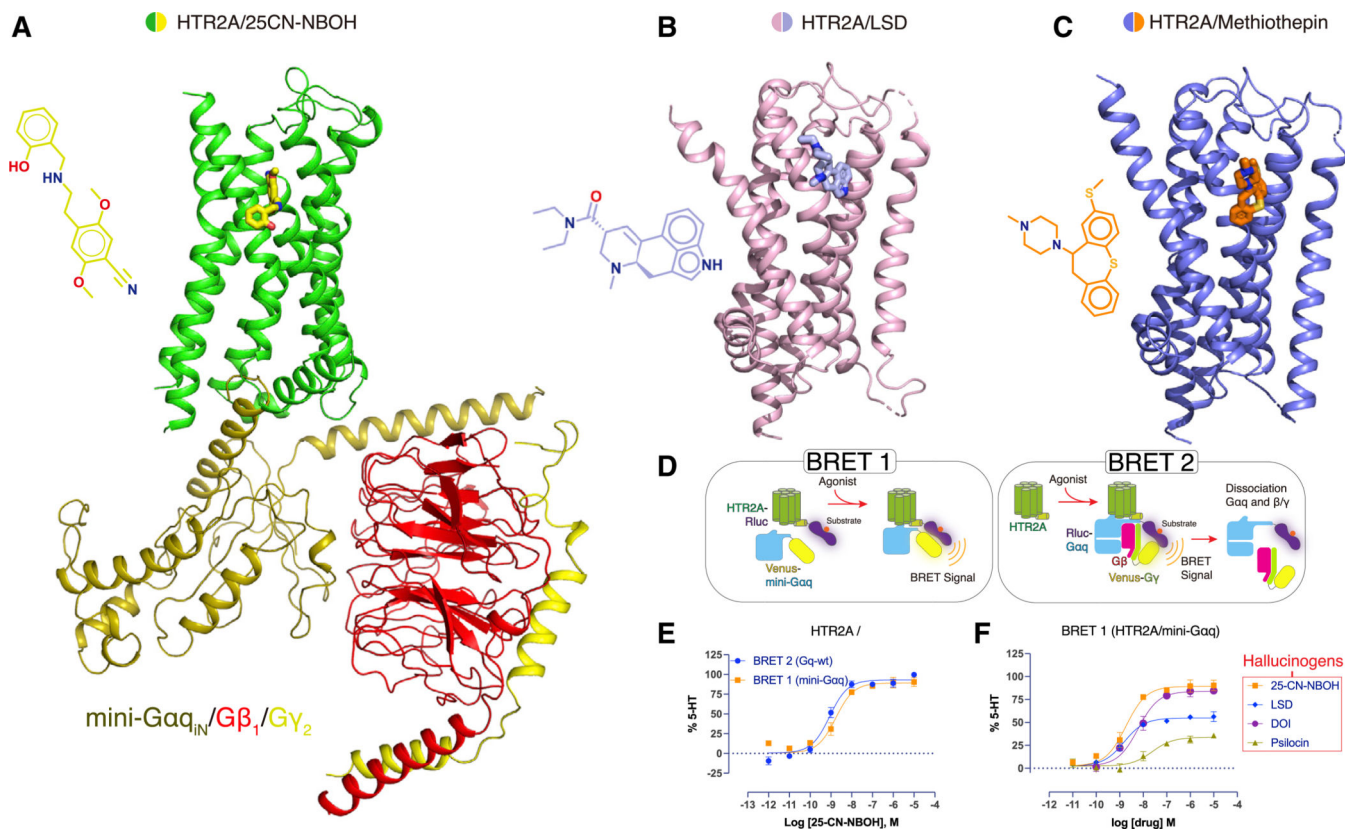 A
HTR2A/25CN-NBOH
HO
HN
O
O
N
mini-Gαq_iN/Gβ₁/Gγ₂
B
HTR2A/LSD
O
N
N
NH
C
HTR2A/Methiothepin
S
N
N
S
D
BRET 1
Agonist
HTR2A-
Rluc
Substrate
Venus-
mini-Gαq
BRET Signal
BRET 2
Agonist
HTR2A
Rluc-
Gαq
Substrate
Gβ
Venus-Gγ
BRET
Signal
Dissociation
Gαq and β/γ
E
HTR2A /
BRET 2 (Gq-wt)
BRET 1 (mini-Gαq)
% 5-HT
125
100
75
50
25
0
-25
-13 -12 -11 -10 -9 -8 -7 -6 -5 -4
Log [25-CN-NBOH], M
F
BRET 1 (HTR2A/mini-Gαq)
% 5-HT
125
100
75
50
25
0
-12 -11 -10 -9 -8 -7 -6 -5 -4
log [drug] M
Hallucinogens
25-CN-NBOH
LSD
DOI
Psilocin